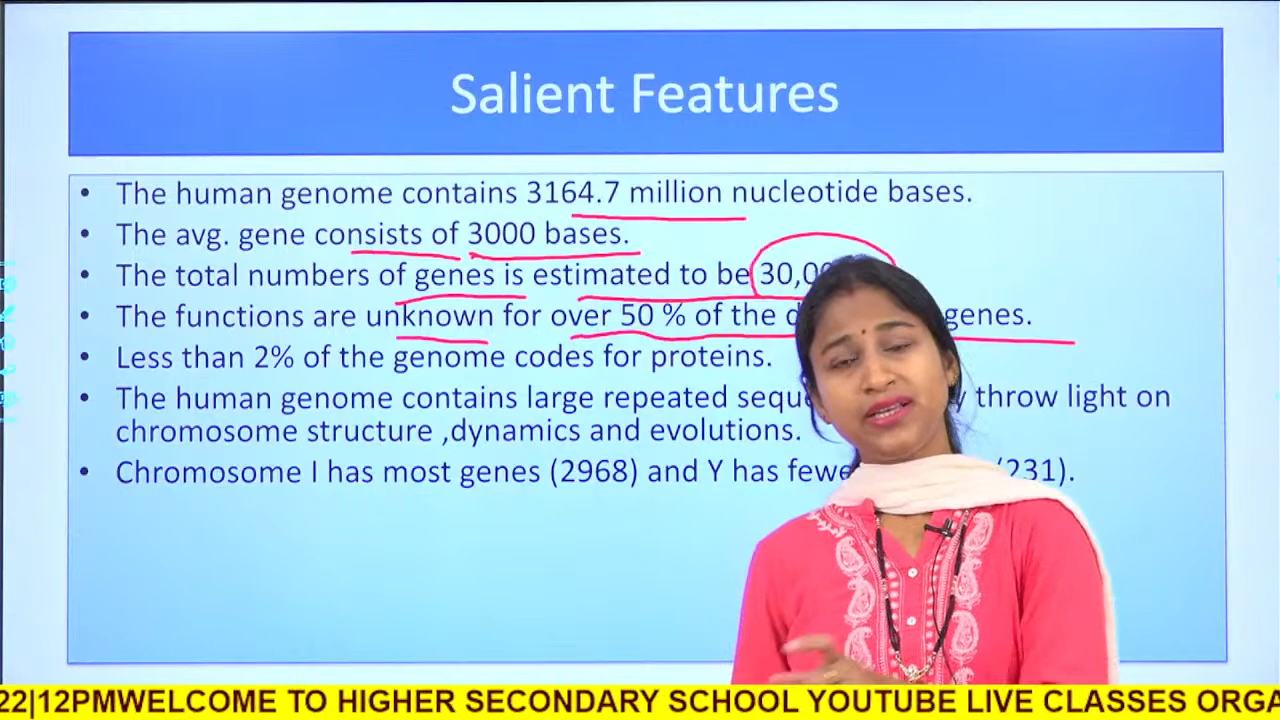 Salient Features
• The human genome contains 3164.7 million nucleotide bases.
• The avg. gene consists of 3000 bases.
• The total numbers of genes is estimated to be
• The functions are unknown for over 50 % of the genes.
• Less than 2% of the genome codes for proteins.
• The human genome contains large repeated throw light on
chromosome structure ,dynamics and evolutions.
• Chromosome I has most genes (2968) and Y has (231).
22|12PMWELCOME TO HIGHER SECONDARY SCHOOL YOUTUBE LIVE CLASSES